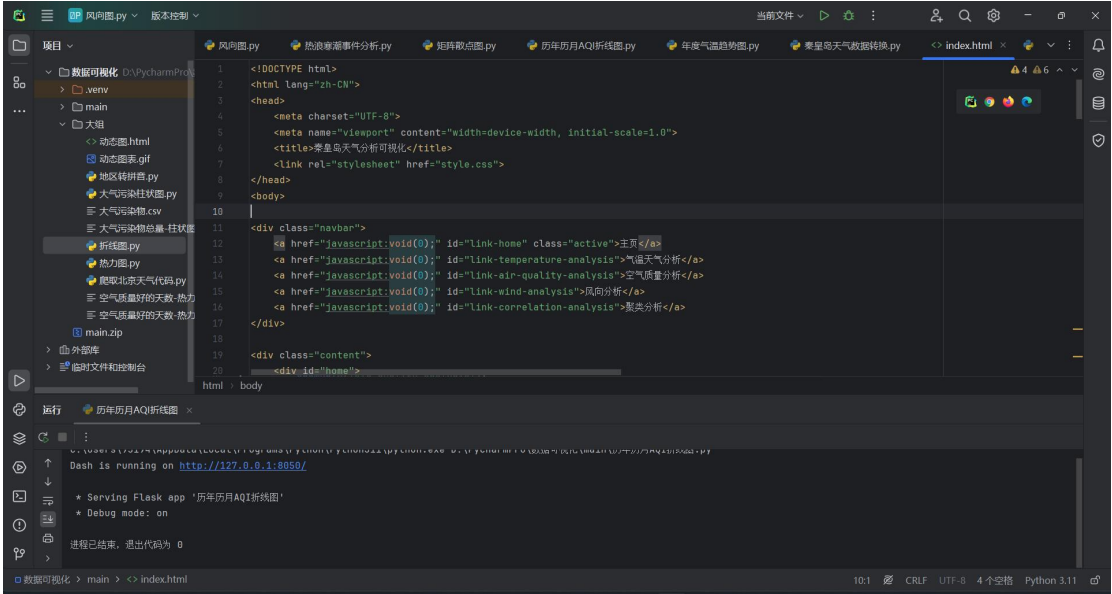 风向图.py 版本控制 当前文件
项目
风向图.py 热浪寒潮事件分析.py 矩阵散点图.py 历年历月AQI折线图.py 年度气温趋势图.py 秦皇岛天气数据转换.py index.html
数据可视化 D:\PycharmPro\
.venv
main
大组
动态图.html
动态图表.gif
地区转拼音.py
大气污染柱状图.py
大气污染物.csv
大气污染物总量-柱状图
折线图.py
热力图.py
爬取北京天气代码.py
空气质量好的天数-热力
空气质量好的天数-热力
main.zip
外部库
临时文件和控制台
4 6
1 <!DOCTYPE html>
2 <html lang="zh-CN">
3 <head>
4 <meta charset="UTF-8">
5 <meta name="viewport" content="width=device-width, initial-scale=1.0">
6 <title>秦皇岛天气分析可视化</title>
7 <link rel="stylesheet" href="style.css">
8 </head>
9 <body>
10
11 <div class="navbar">
12 <a href="javascript:void(0);" id="link-home" class="active">主页</a>
13 <a href="javascript:void(0);" id="link-temperature-analysis">气温天气分析</a>
14 <a href="javascript:void(0);" id="link-air-quality-analysis">空气质量分析</a>
15 <a href="javascript:void(0);" id="link-wind-analysis">风向分析</a>
16 <a href="javascript:void(0);" id="link-correlation-analysis">聚类分析</a>
17 </div>
18
19 <div class="content">
20 <div id="home">
html > body
运行 历年历月AQI折线图
Dash is running on http://127.0.0.1:8050/
* Serving Flask app '历年历月AQI折线图'
* Debug mode: on
进程已结束，退出代码为 0
数据可视化 > main > index.html
10:1 CRLF UTF-8 4 个空格 Python 3.11